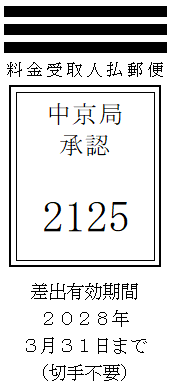 料金受取人払郵便
中京局
承認
2125
差出有効期間
２０２８年
３月３１日まで
（切手不要）